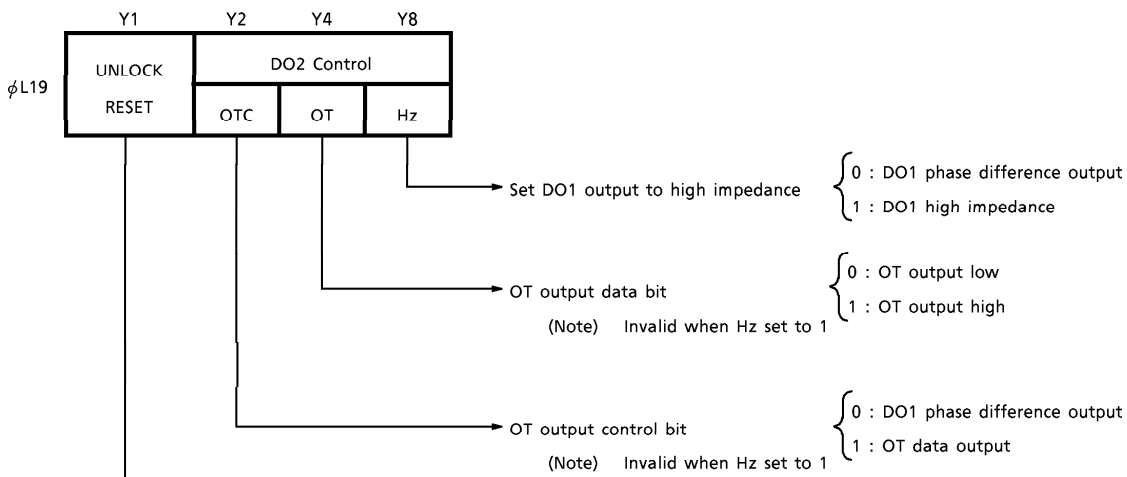 Y1 Y2 Y4 Y8
ϕL19
UNLOCK
RESET
DO2 Control
OTC OT Hz
Set DO1 output to high impedance
0 : DO1 phase difference output
1 : DO1 high impedance
OT output data bit
(Note) Invalid when Hz set to 1
0 : OT output low
1 : OT output high
OT output control bit
(Note) Invalid when Hz set to 1
0 : DO1 phase difference output
1 : OT data output